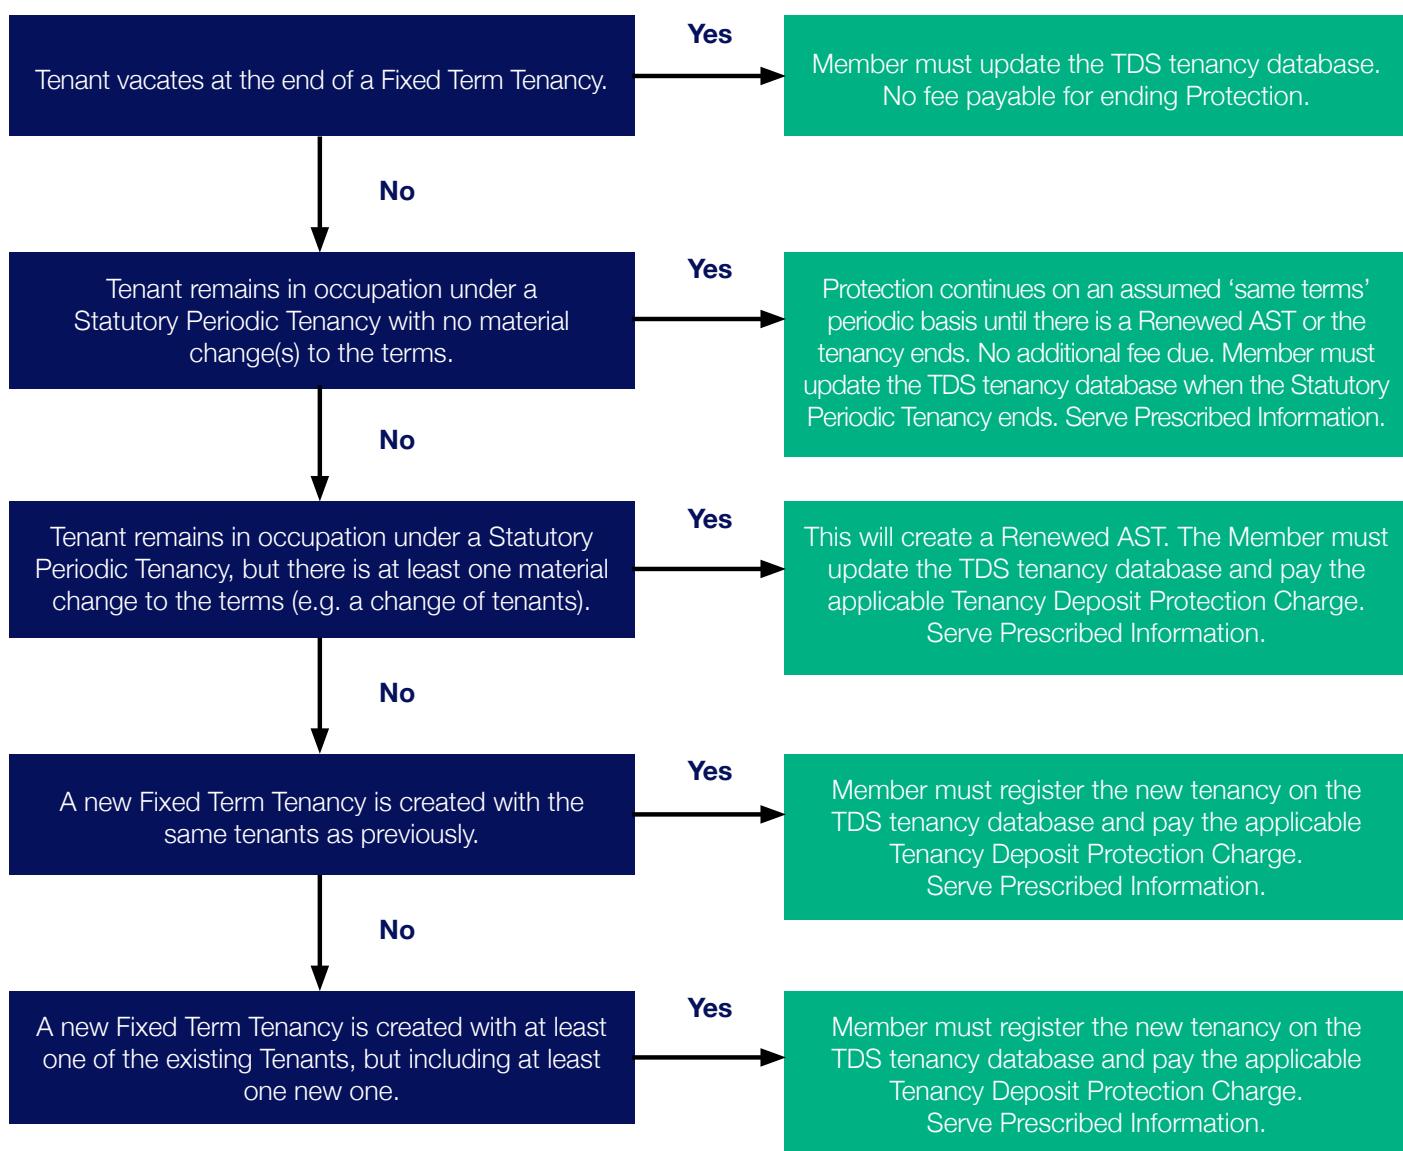 Tenant vacates at the end of a Fixed Term Tenancy.
Yes
Member must update the TDS tenancy database.
No fee payable for ending Protection.
No
Tenant remains in occupation under a
Statutory Periodic Tenancy with no material
change(s) to the terms.
Yes
Protection continues on an assumed ‘same terms’
periodic basis until there is a Renewed AST or the
tenancy ends. No additional fee due. Member must
update the TDS tenancy database when the Statutory
Periodic Tenancy ends. Serve Prescribed Information.
No
Tenant remains in occupation under a Statutory
Periodic Tenancy, but there is at least one material
change to the terms (e.g. a change of tenants).
Yes
This will create a Renewed AST. The Member must
update the TDS tenancy database and pay the
applicable Tenancy Deposit Protection Charge.
Serve Prescribed Information.
No
A new Fixed Term Tenancy is created with the
same tenants as previously.
Yes
Member must register the new tenancy on the
TDS tenancy database and pay the applicable
Tenancy Deposit Protection Charge.
Serve Prescribed Information.
No
A new Fixed Term Tenancy is created with at least
one of the existing Tenants, but including at least
one new one.
Yes
Member must register the new tenancy on the
TDS tenancy database and pay the applicable
Tenancy Deposit Protection Charge.
Serve Prescribed Information.